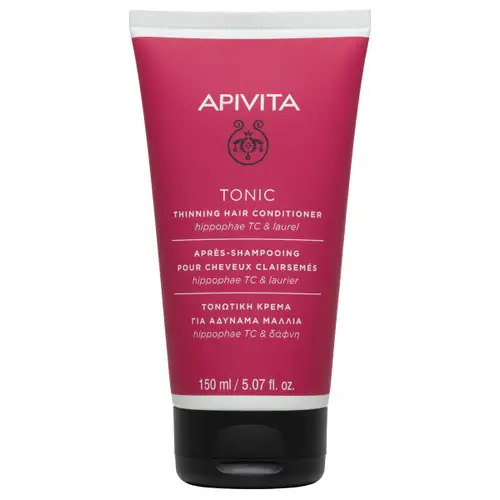 APIVITA
TONIC
THINNING HAIR CONDITIONER
hippophae TC & laurel
APRÈS-SHAMPOOING
POUR CHEVEUX CLAIRSEMÉS
hippophae TC & laurier
ΤΟΝΩΤΙΚΗ ΚΡΕΜΑ
ΓΙΑ ΑΔΥΝΑΜΑ ΜΑΛΛΙΑ
hippophae TC & δαφνη
150 ml / 5.07 fl. oz.